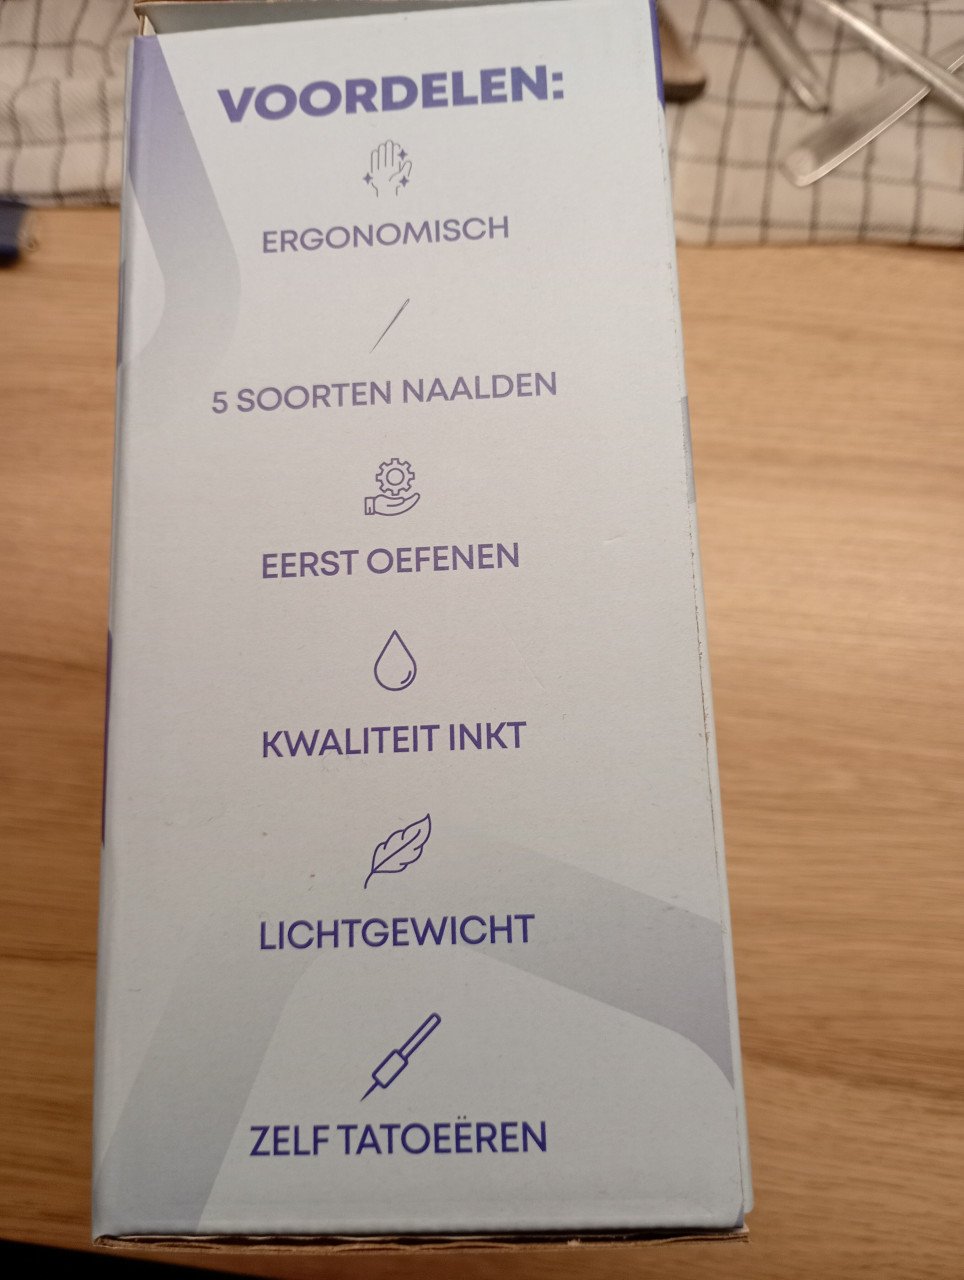 VOORDELEN:
ERGONOMISCH
5 SOORTEN NAALDEN
EERST OEFENEN
KWALITEIT INKT
LICHTGEWICHT
ZELF TATOEËREN